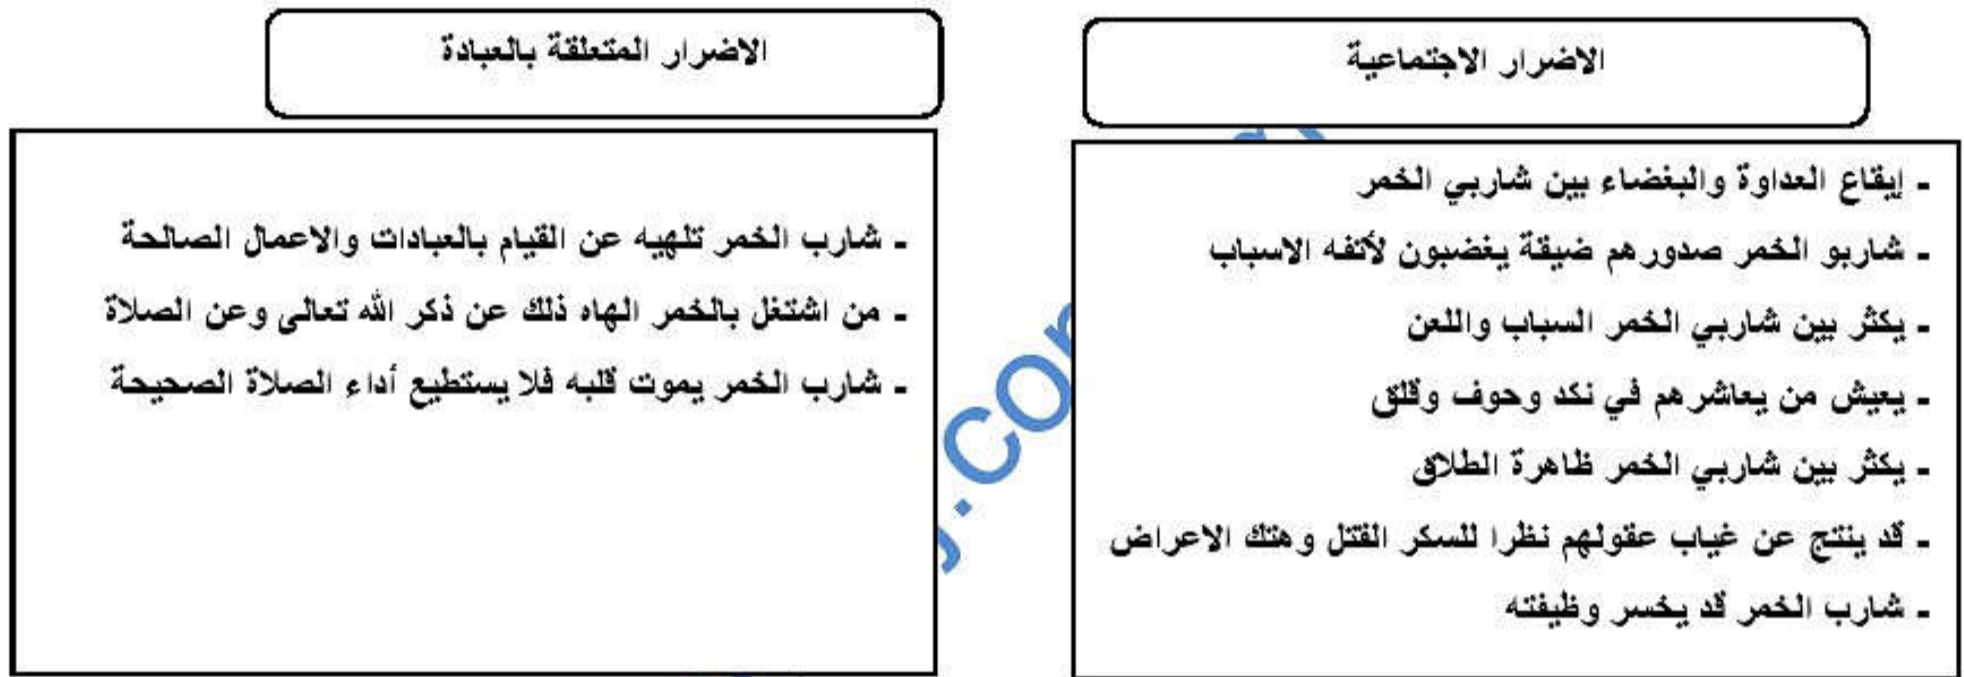 الاضرار الاجتماعية
- إيقاع العداوة والبغضاء بين شاربي الخمر
- شاربو الخمر صدورهم ضيقة يغضبون لأتفه الاسباب
- يكثر بين شاربي الخمر السباب واللعن
- يعيش من يعاشرهم في نكد وحوف وقلق
- يكثر بين شاربي الخمر ظاهرة الطلاق
- قد ينتج عن غياب عقولهم نظرا للسكر القتل وهتك الاعراض
- شارب الخمر قد يخسر وظيفته
الاضرار المتعلقة بالعبادة
- شارب الخمر تلهيه عن القيام بالعبادات والاعمال الصالحة
- من اشتغل بالخمر الهاه ذلك عن ذكر الله تعالى وعن الصلاة
- شارب الخمر يموت قلبه فلا يستطيع أداء الصلاة الصحيحة